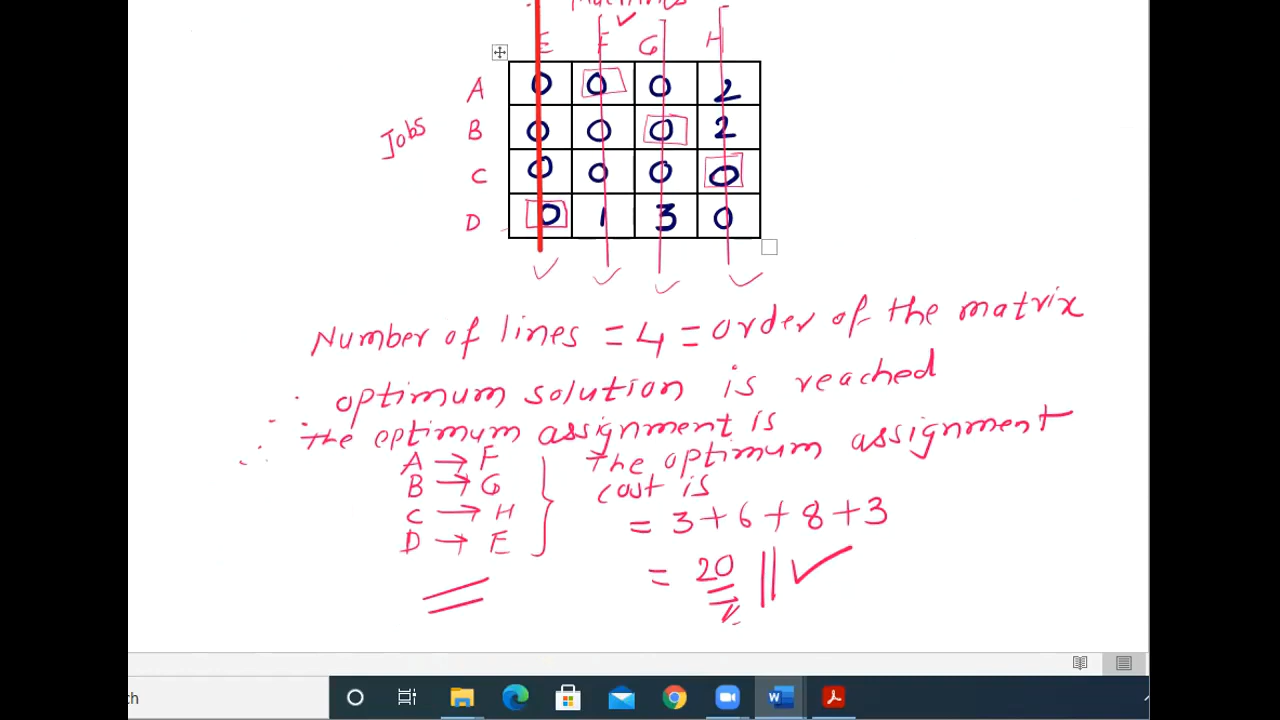 Machines
E F G H
A 0 0 0 2
Jobs B 0 0 0 2
C 0 0 0 0
D 0 1 3 0
Number of lines = 4 = order of the matrix
∴ optimum solution is reached
∴ The optimum assignment is
A → F
B → G
C → H
D → E
The optimum assignment
cost is
= 3+6+8+3
= 20
ch